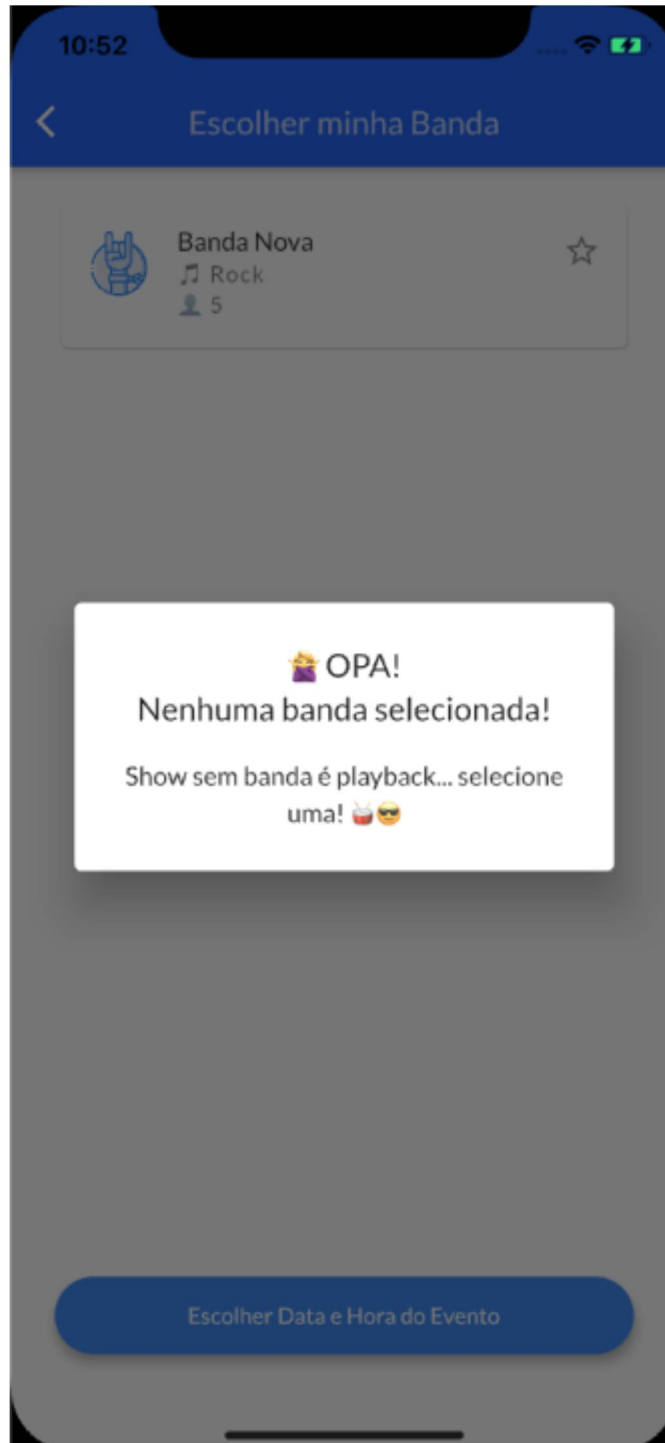 10:52
Escolher minha Banda
Banda Nova
🎵 Rock
👤 5
🤷‍♀️ OPA!
Nenhuma banda selecionada!
Show sem banda é playback... selecione
uma! 🥁😎
Escolher Data e Hora do Evento